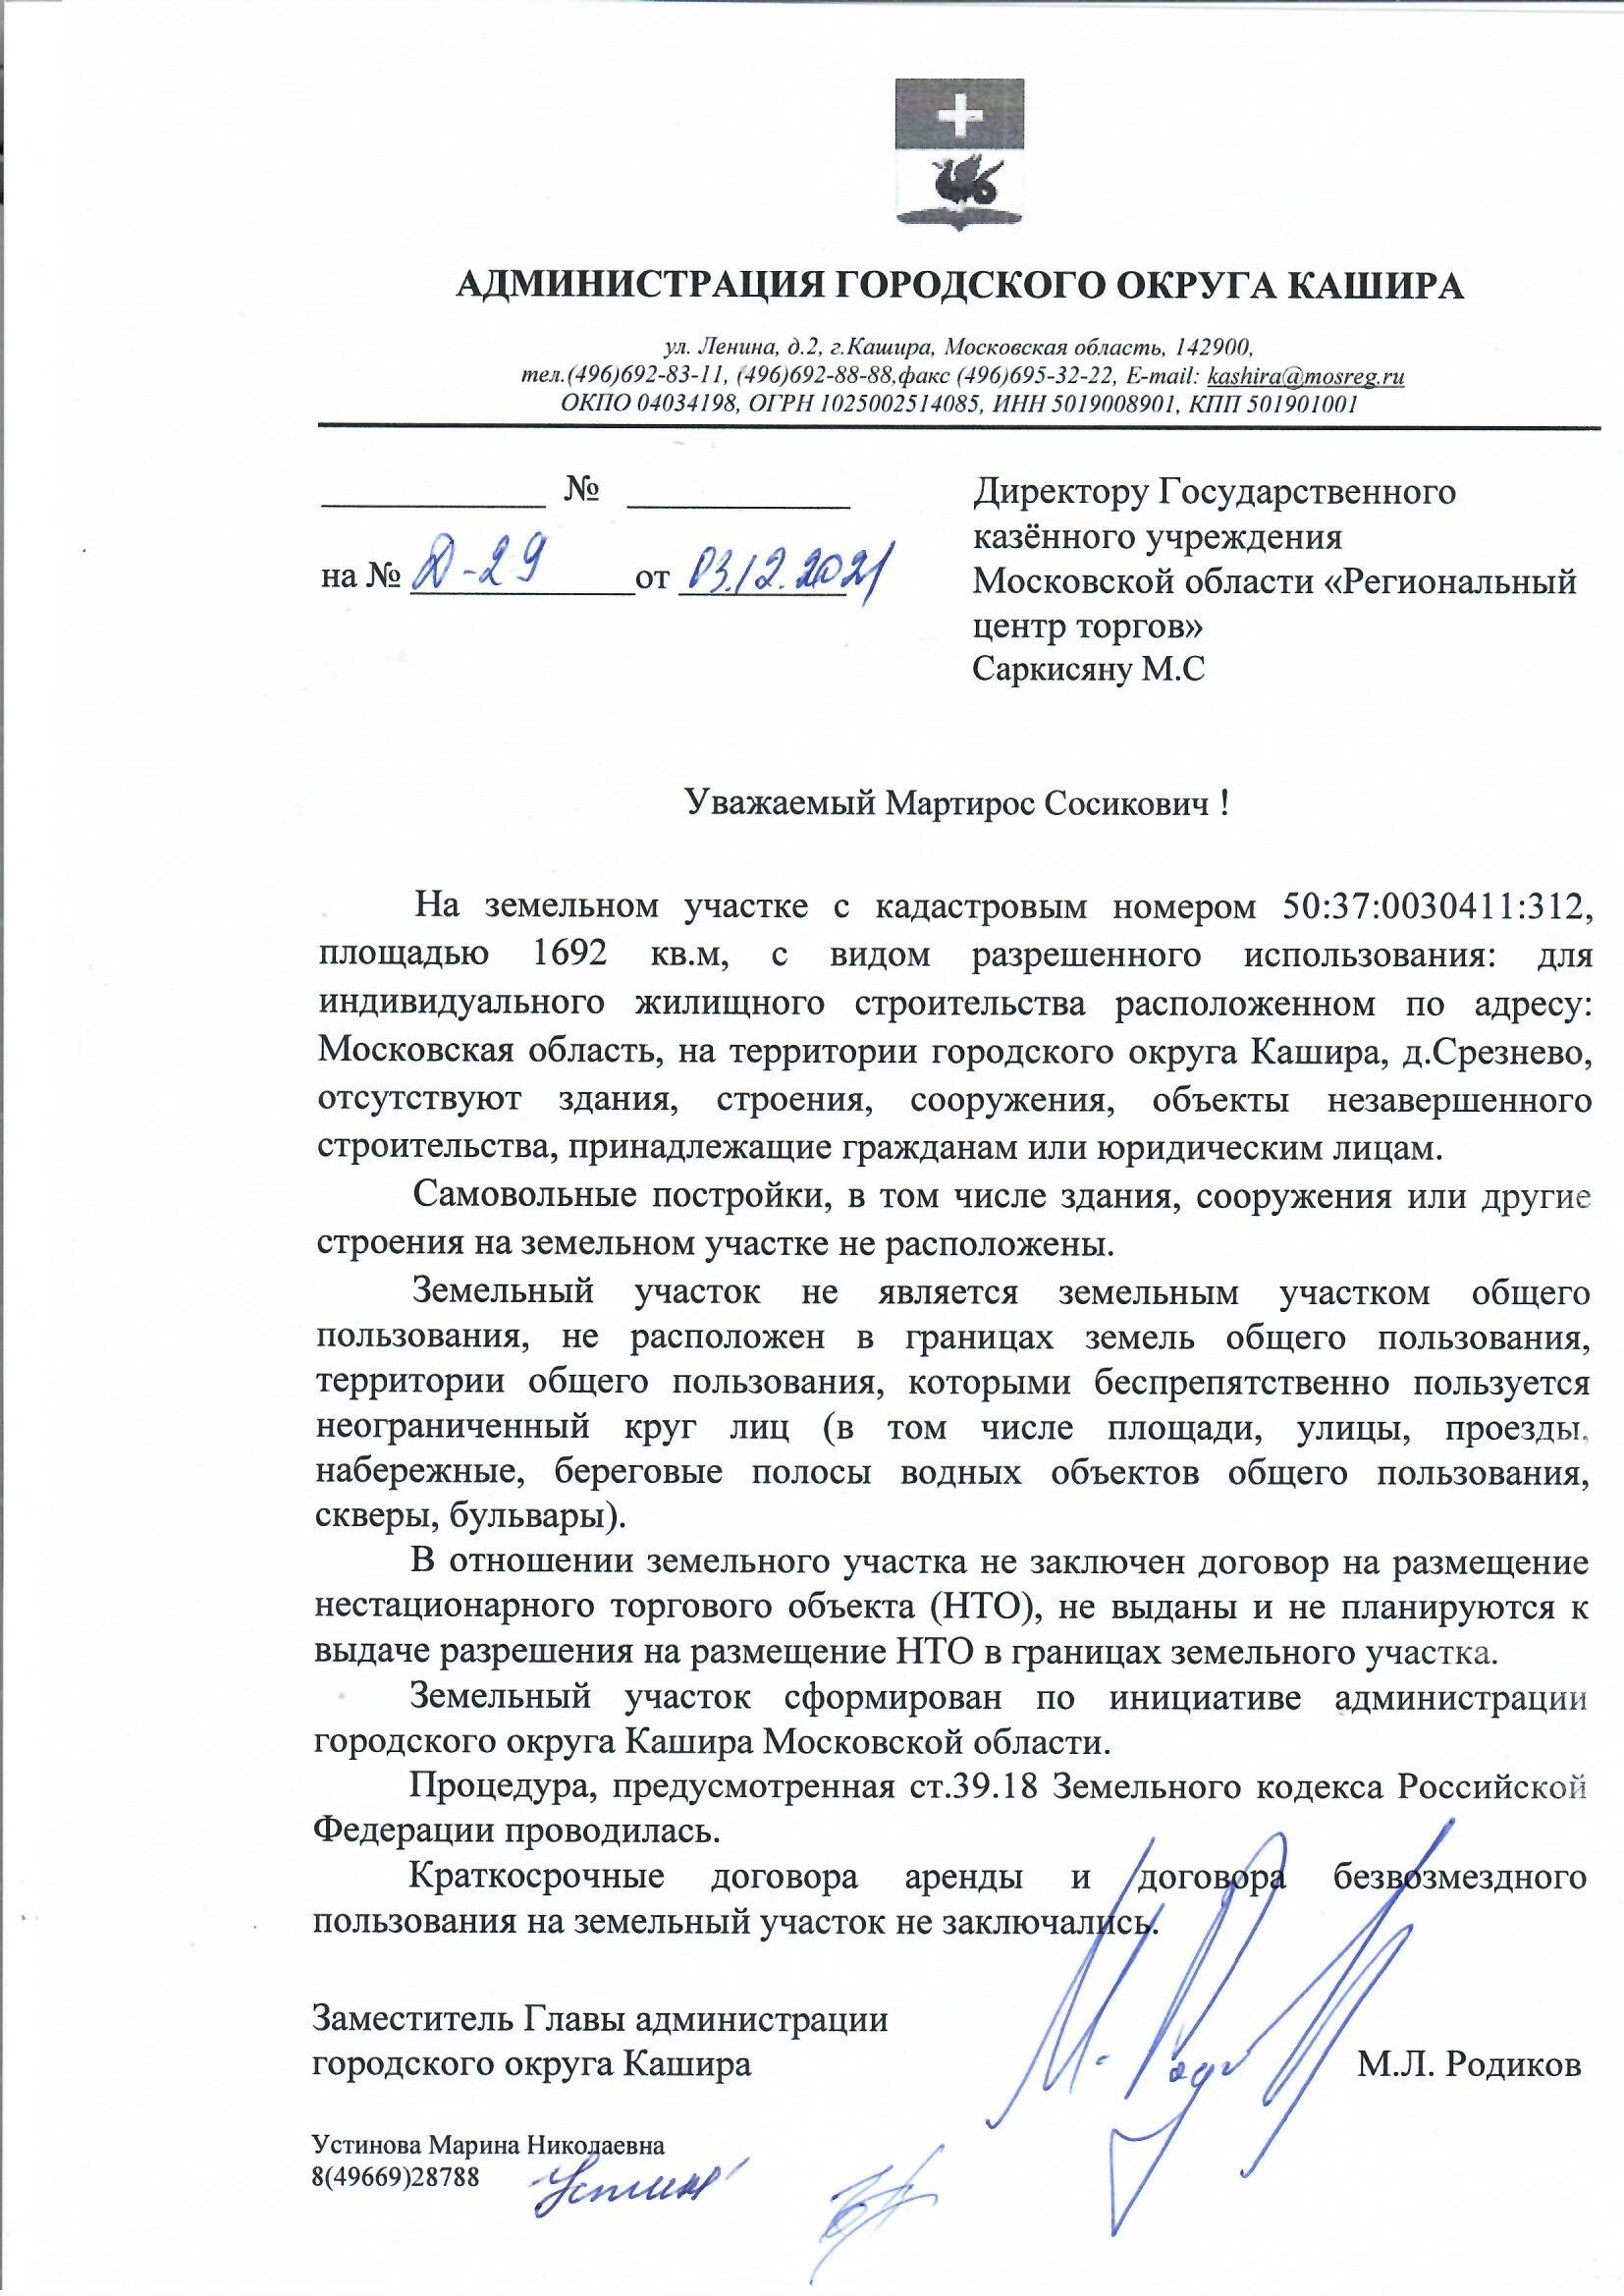 АДМИНИСТРАЦИЯ ГОРОДСКОГО ОКРУГА КАШИРА
ул. Ленина, д.2, г.Кашира, Московская область, 142900,
тел.(496)692-83-11, (496)692-88-88,факс (496)695-32-22, E-mail: kashira@mosreg.ru
ОКПО 04034198, ОГРН 1025002514085, ИНН 5019008901, КПП 501901001
№
на № Д-29 от 03.12.2021
Директору Государственного
казённого учреждения
Московской области «Региональный
центр торгов»
Саркисяну М.С
Уважаемый Мартирос Сосикович !
На земельном участке с кадастровым номером 50:37:0030411:312,
площадью 1692 кв.м, с видом разрешенного использования: для
индивидуального жилищного строительства расположенном по адресу:
Московская область, на территории городского округа Кашира, д.Срезнево,
отсутствуют здания, строения, сооружения, объекты незавершенного
строительства, принадлежащие гражданам или юридическим лицам.
Самовольные постройки, в том числе здания, сооружения или другие
строения на земельном участке не расположены.
Земельный участок не является земельным участком общего
пользования, не расположен в границах земель общего пользования,
территории общего пользования, которыми беспрепятственно пользуется
неограниченный круг лиц (в том числе площади, улицы, проезды,
набережные, береговые полосы водных объектов общего пользования,
скверы, бульвары).
В отношении земельного участка не заключен договор на размещение
нестационарного торгового объекта (НТО), не выданы и не планируются к
выдаче разрешения на размещение НТО в границах земельного участка.
Земельный участок сформирован по инициативе администрации
городского округа Кашира Московской области.
Процедура, предусмотренная ст.39.18 Земельного кодекса Российской
Федерации проводилась.
Краткосрочные договора аренды и договора безвозмездного
пользования на земельный участок не заключались.
Заместитель Главы администрации
городского округа Кашира М.Л. Родиков
Устинова Марина Николаевна
8(49669)28788